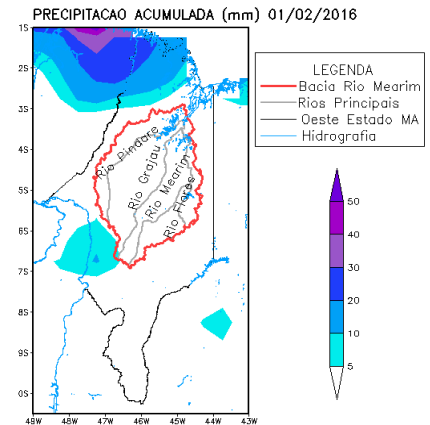 PRECIPITACAO ACUMULADA (mm) 01/02/2016
1S
2S
3S
4S
5S
6S
7S
8S
9S
0S
49W
48W
47W
46W
45W
44W
43W
Rio Pindare
Rio Grajau
Rio Mearim
Rio Flores
LEGENDA
Bacia Rio Mearim
Rios Principais
Oeste Estado MA
Hidrografia
50
40
30
20
10
5